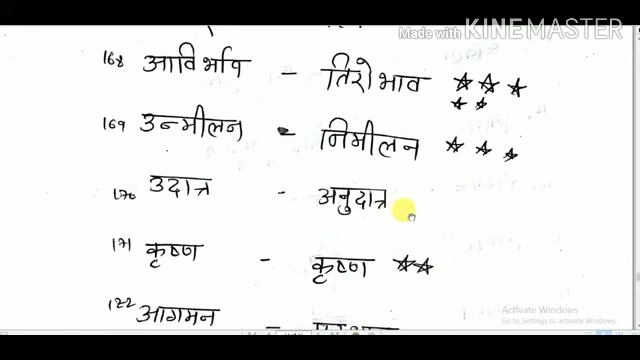 Made with KINEMASTER
168 आविर्भाव - तिरोभाव
169 उन्मीलन - निमीलन
170 उदात्त - अनुदात्त
171 कृष्ण - कृष्ण
122 आगमन -
Activate Windows
Go to Settings to activate Windows.